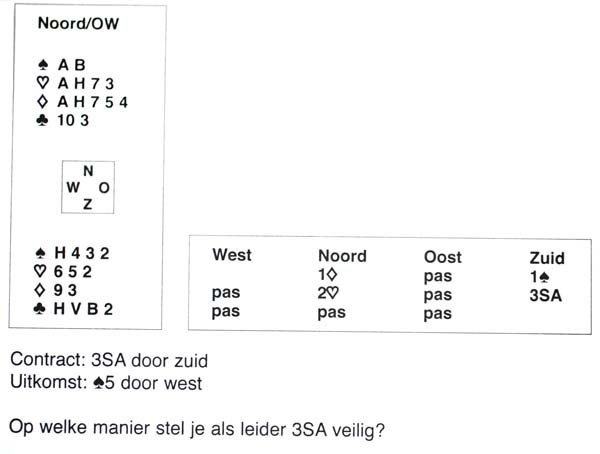 Noord/OW
♠ A B
♡ A H 7 3
♢ A H 7 5 4
♣ 10 3
N
W O
Z
♠ H 4 3 2
♡ 6 5 2
♢ 9 3
♣ H V B 2
West Noord Oost Zuid
1♢ pas 1♠
pas 2♡ pas 3SA
pas pas pas
Contract: 3SA door zuid
Uitkomst: ♠5 door west
Op welke manier stel je als leider 3SA veilig?